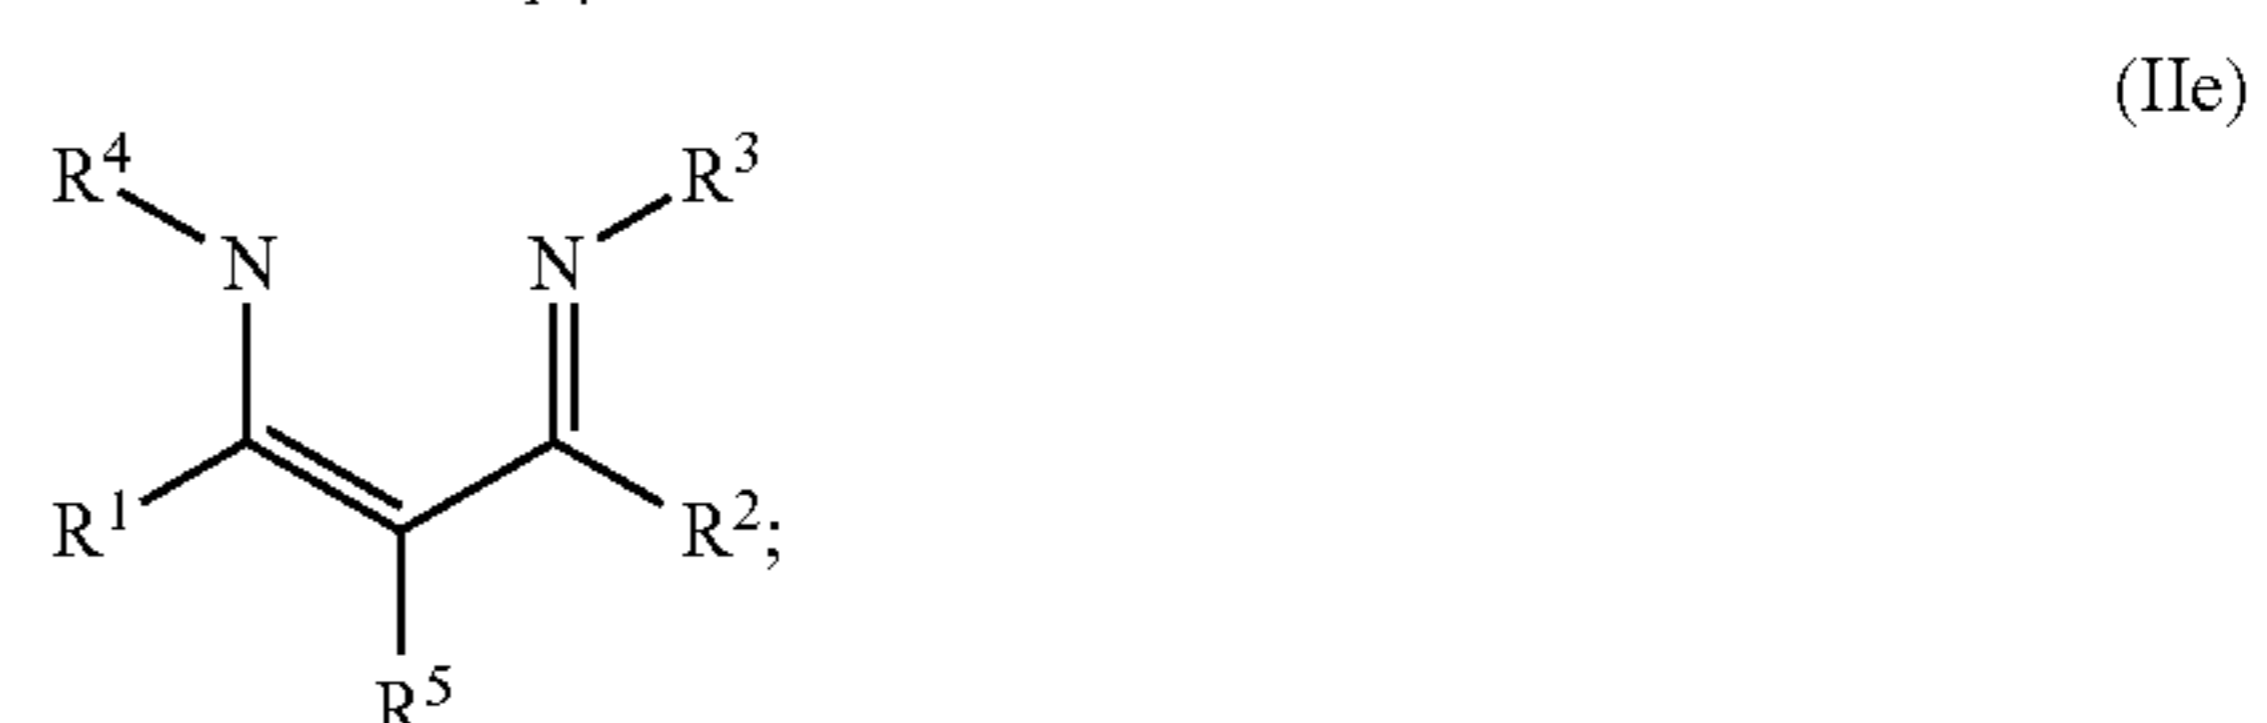 (IIe)
R⁴ R³
N N
R¹ R²;
R⁵